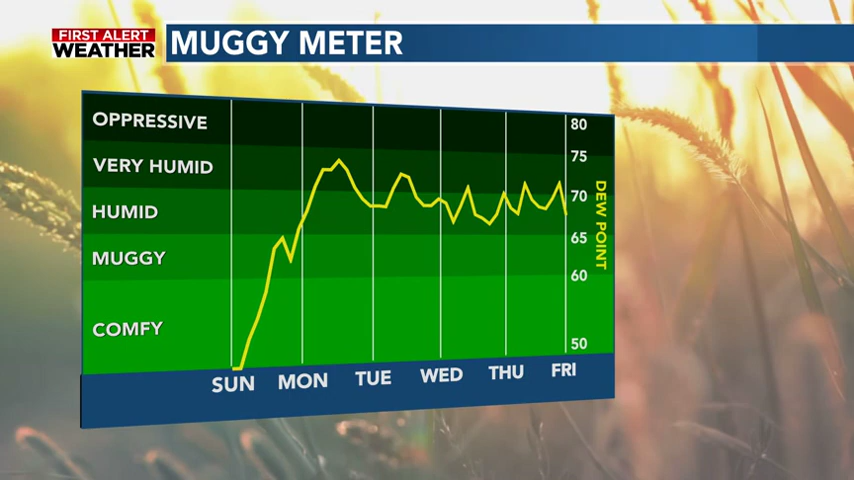 FIRST ALERT
WEATHER
MUGGY METER
OPPRESSIVE
VERY HUMID
HUMID
MUGGY
COMFY
80
75
70
65
60
50
DEW POINT
SUN MON TUE WED THU FRI